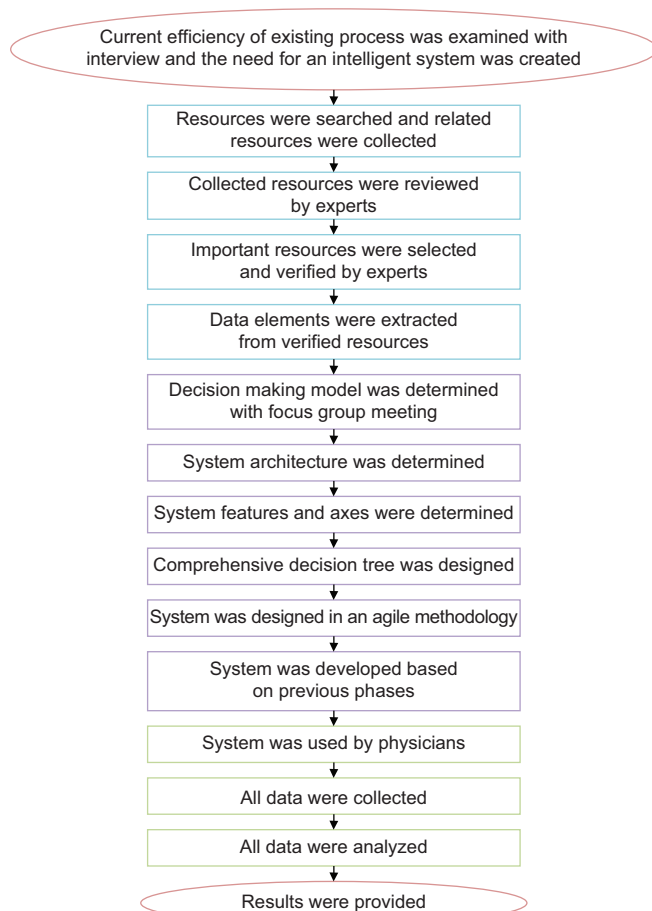 Current efficiency of existing process was examined with
interview and the need for an intelligent system was created
Resources were searched and related
resources were collected
Collected resources were reviewed
by experts
Important resources were selected
and verified by experts
Data elements were extracted
from verified resources
Decision making model was determined
with focus group meeting
System architecture was determined
System features and axes were determined
Comprehensive decision tree was designed
System was designed in an agile methodology
System was developed based
on previous phases
System was used by physicians
All data were collected
All data were analyzed
Results were provided